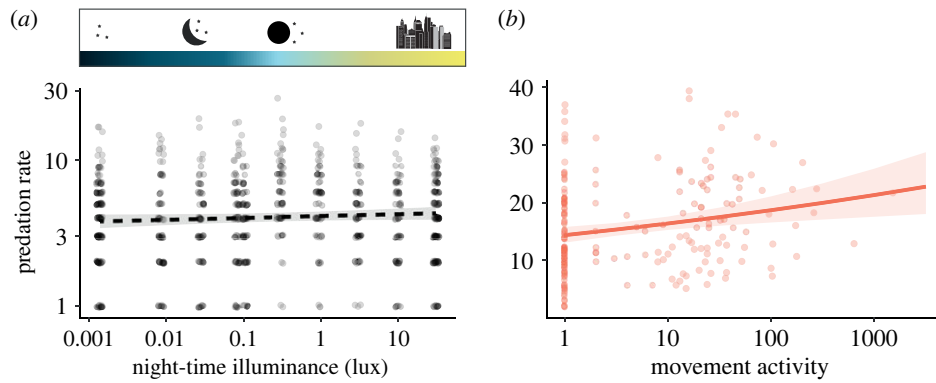 (a)
predation rate
30
10
3
1
0.001 0.01 0.1 1 10
night-time illuminance (lux)
(b)
40
30
20
10
1 10 100 1000
movement activity